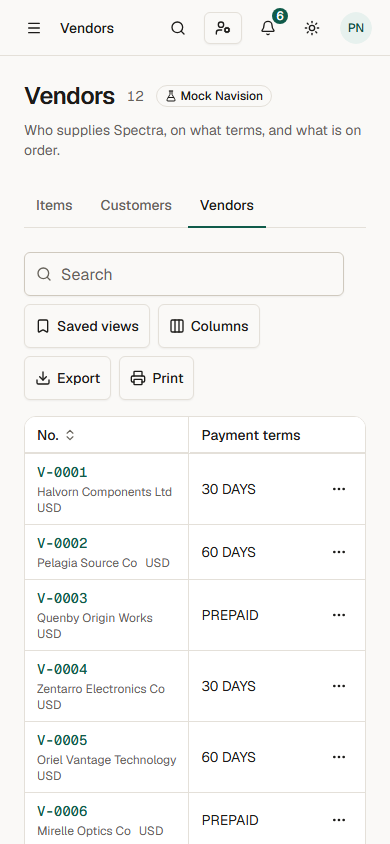 Vendors
6
PN
Vendors 12 Mock Navision
Who supplies Spectra, on what terms, and what is on
order.
Items Customers Vendors
Search
Saved views Columns
Export Print
No. Payment terms
V-0001
Halvorn Components Ltd
USD
30 DAYS
V-0002
Pelagia Source Co USD
60 DAYS
V-0003
Quenby Origin Works
USD
PREPAID
V-0004
Zentarro Electronics Co
USD
30 DAYS
V-0005
Oriel Vantage Technology
USD
60 DAYS
V-0006
Mirelle Optics Co USD
PREPAID